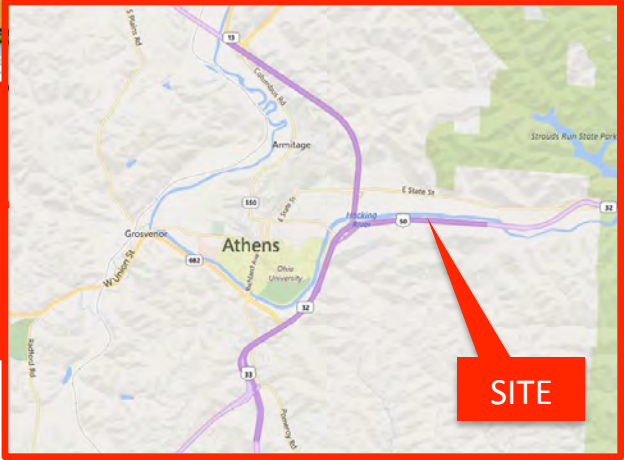 S Plains Rd
13
Columbus Rd
Strouds Run State Park
Armitage
E State St
550
E State St
32
Hocking
River
50
Grosvenor
Athens
682
Richland Ave
Ohio
University
W Union St
32
Radford Rd
33
SITE
Pomeroy Rd